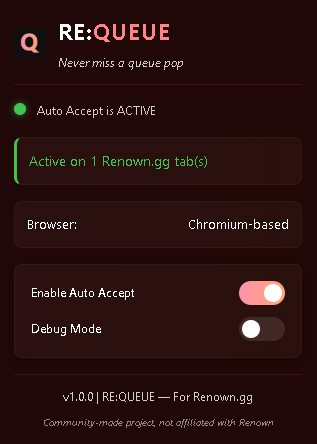 Q
RE:QUEUE
Never miss a queue pop
Auto Accept is ACTIVE
Active on 1 Renown.gg tab(s)
Browser: Chromium-based
Enable Auto Accept
Debug Mode
v1.0.0 | RE:QUEUE — For Renown.gg
Community-made project, not affiliated with Renown